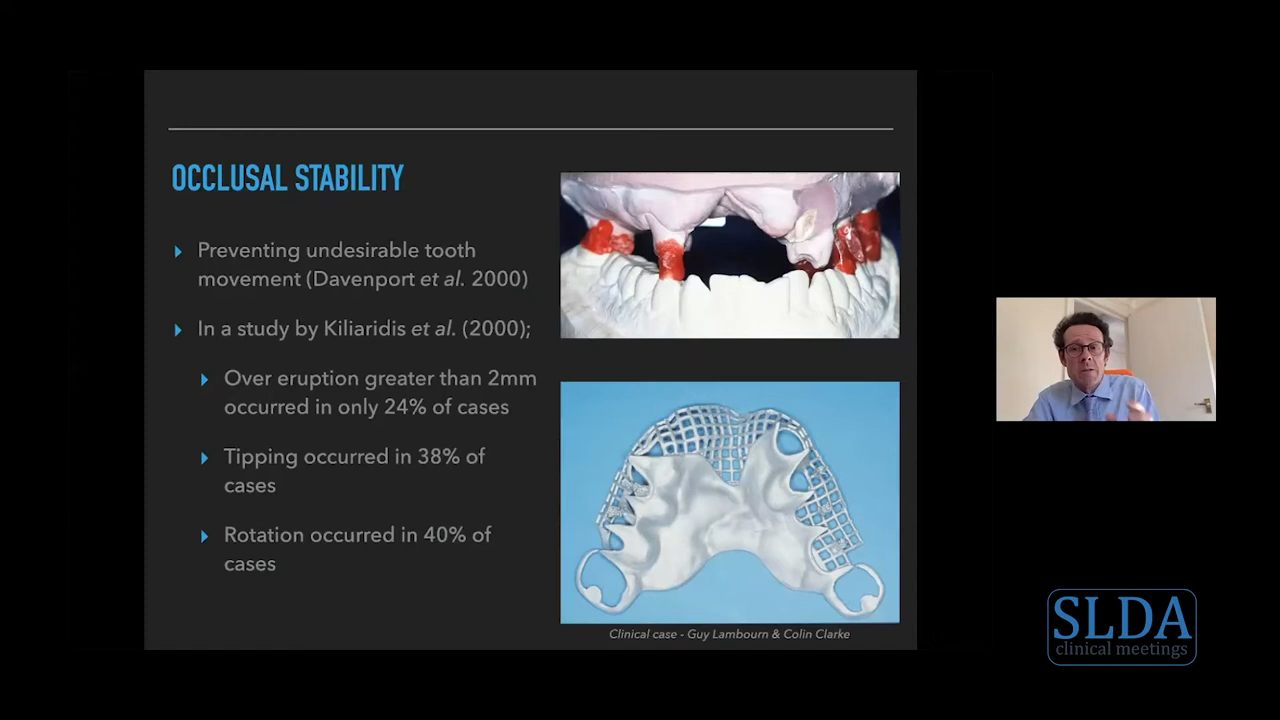 OCCLUSAL STABILITY
Preventing undesirable tooth
movement (Davenport et al. 2000)
In a study by Kiliaridis et al. (2000);
Over eruption greater than 2mm
occurred in only 24% of cases
Tipping occurred in 38% of
cases
Rotation occurred in 40% of
cases
Clinical case - Guy Lambourn & Colin Clarke
SLDA
clinical meetings